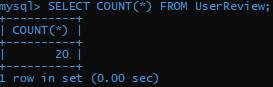 mysql> SELECT COUNT(*) FROM UserReview;
+----------+
| COUNT(*) |
+----------+
|       20 |
+----------+
1 row in set (0.00 sec)